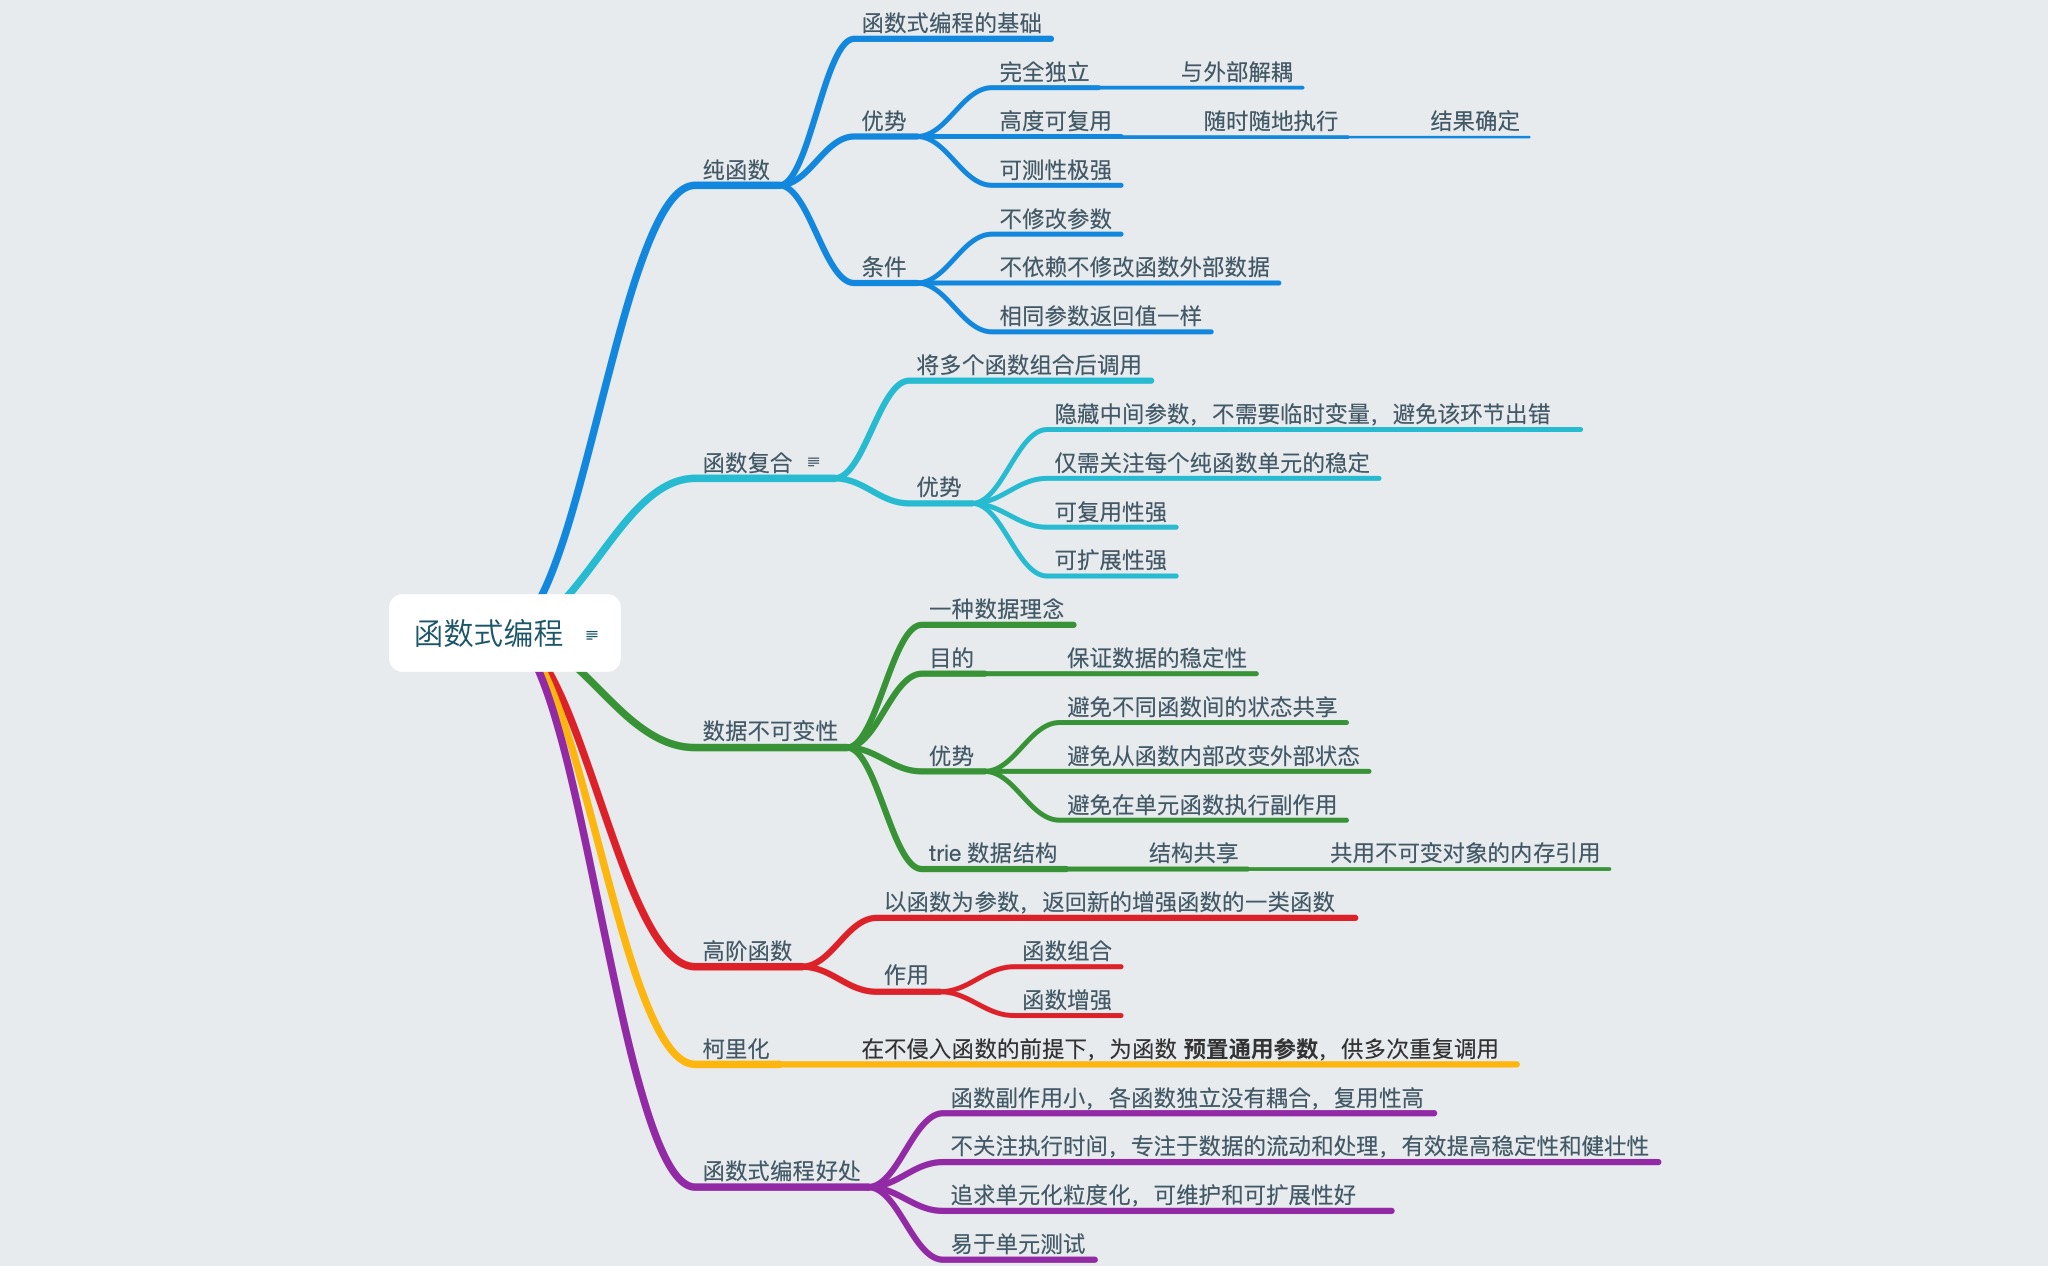 函数式编程
纯函数
函数式编程的基础
优势
完全独立
与外部解耦
高度可复用
随时随地执行
结果确定
可测性极强
条件
不修改参数
不依赖不修改函数外部数据
相同参数返回值一样
函数复合
将多个函数组合后调用
优势
隐藏中间参数，不需要临时变量，避免该环节出错
仅需关注每个纯函数单元的稳定
可复用性强
可扩展性强
数据不可变性
一种数据理念
目的
保证数据的稳定性
优势
避免不同函数间的状态共享
避免从函数内部改变外部状态
避免在单元函数执行副作用
trie 数据结构
结构共享
共用不可变对象的内存引用
高阶函数
以函数为参数，返回新的增强函数的一类函数
作用
函数组合
函数增强
柯里化
在不侵入函数的前提下，为函数 预置通用参数，供多次重复调用
函数式编程好处
函数副作用小，各函数独立没有耦合，复用性高
不关注执行时间，专注于数据的流动和处理，有效提高稳定性和健壮性
追求单元化粒度化，可维护和可扩展性好
易于单元测试